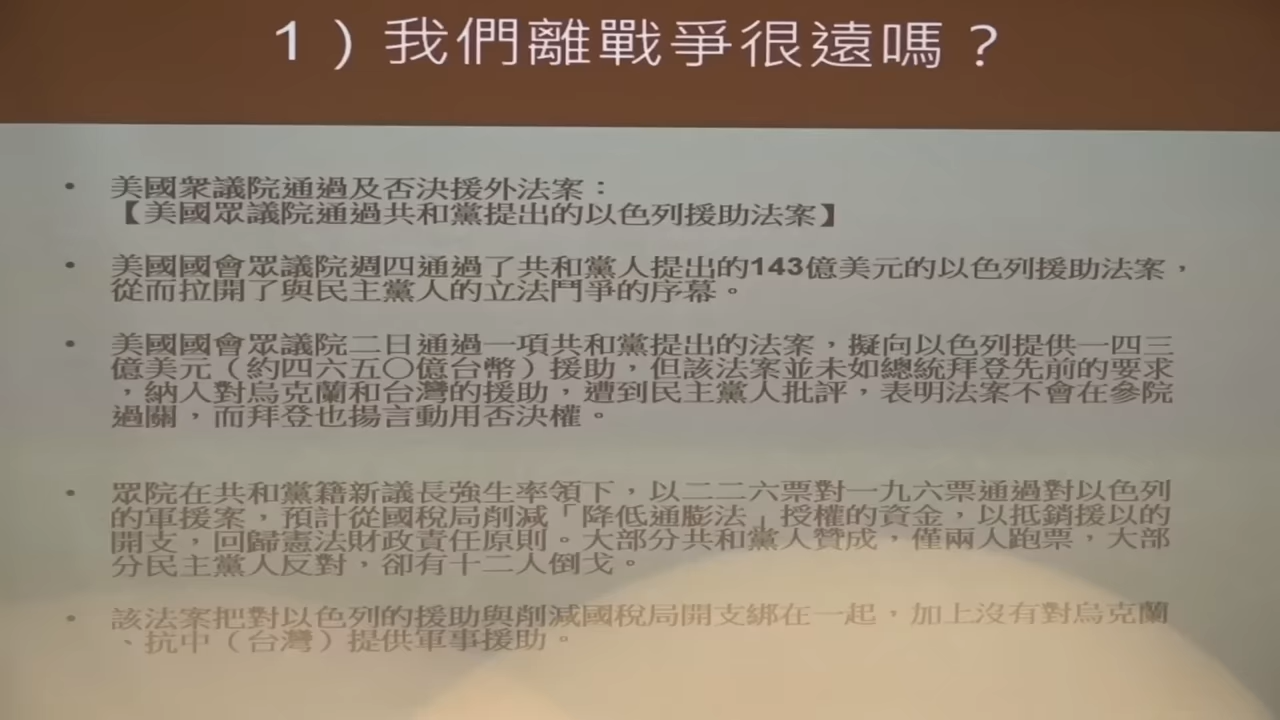 1）我們離戰爭很遠嗎？
• 美國衆議院通過及否決援外法案：
【美國眾議院通過共和黨提出的以色列援助法案】
• 美國國會眾議院週四通過了共和黨人提出的143億美元的以色列援助法案，
從而拉開了與民主黨人的立法鬥爭的序幕。
• 美國國會眾議院二日通過一項共和黨提出的法案，擬向以色列提供一四三
億美元（約四六五〇億台幣）援助，但該法案並未如總統拜登先前的要求
，納入對烏克蘭和台灣的援助，遭到民主黨人批評，表明法案不會在參院
過關，而拜登也揚言動用否決權。
• 眾院在共和黨籍新議長強生率領下，以二二六票對一九六票通過對以色列
的軍援案，預計從國稅局削減「降低通膨法」授權的資金，以抵銷援以的
開支，回歸憲法財政責任原則。大部分共和黨人贊成，僅兩人跑票，大部
分民主黨人反對，卻有十二人倒戈。
• 該法案把對以色列的援助與削減國稅局開支綁在一起，加上沒有對烏克蘭
、抗中（台灣）提供軍事援助。